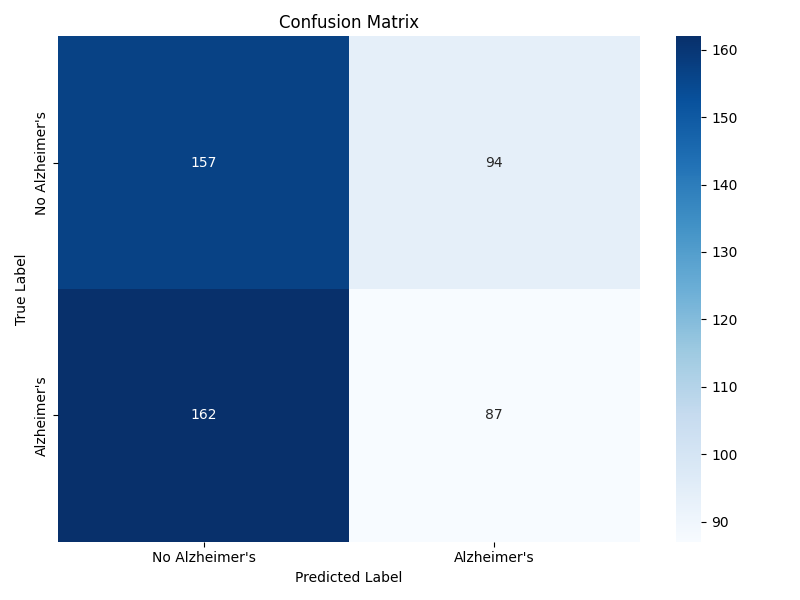 Confusion Matrix
No Alzheimer's
Alzheimer's
True Label
157
94
162
87
No Alzheimer's
Alzheimer's
Predicted Label
160
150
140
130
120
110
100
90